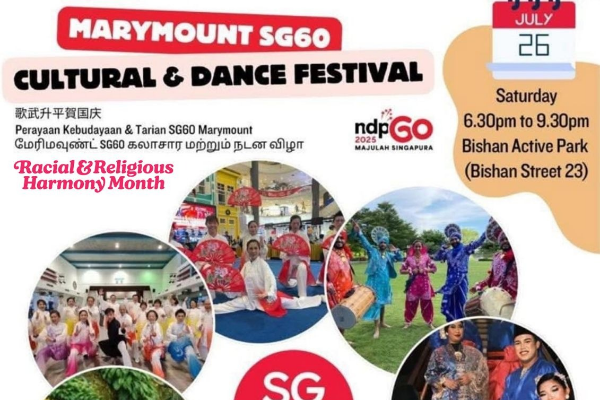 MARYMOUNT SG60
CULTURAL & DANCE FESTIVAL
歌武升平賀国庆
Perayaan Kebudayaan & Tarian SG60 Marymount
மேரிமவுண்ட் SG60 கலாசார மற்றும் நடன விழா
Racial & Religious
Harmony Month
ndpGO
2025
MAJULAH SINGAPURA
JULY
26
Saturday
6.30pm to 9.30pm
Bishan Active Park
(Bishan Street 23)
SG